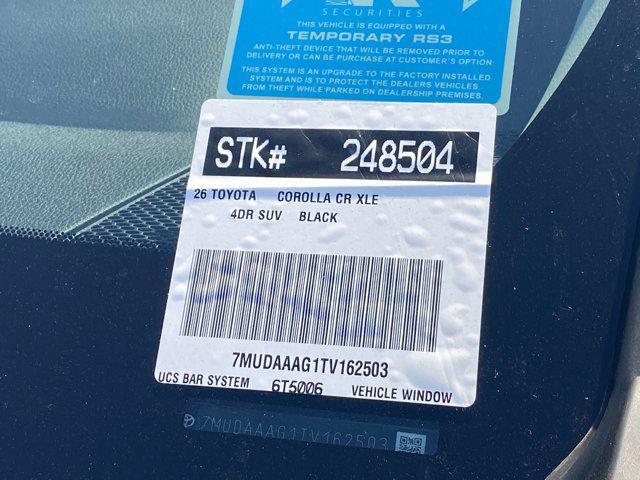 SECURITIES
THIS VEHICLE IS EQUIPPED WITH A
TEMPORARY RS3
ANTI-THEFT DEVICE THAT WILL BE REMOVED PRIOR TO
DELIVERY OR CAN BE PURCHASE AT CUSTOMER'S OPTION
THIS SYSTEM IS AN UPGRADE TO THE FACTORY INSTALLED
SYSTEM AND IS TO PROTECT THE DEALERS VEHICLES
FROM THEFT WHILE PARKED ON DEALERSHIP PREMISES.
STK# 248504
26 TOYOTA COROLLA CR XLE
4DR SUV BLACK
7MUDAAAG1TV162503
UCS BAR SYSTEM 6T5006 VEHICLE WINDOW
7MUDAAAG1TV162503